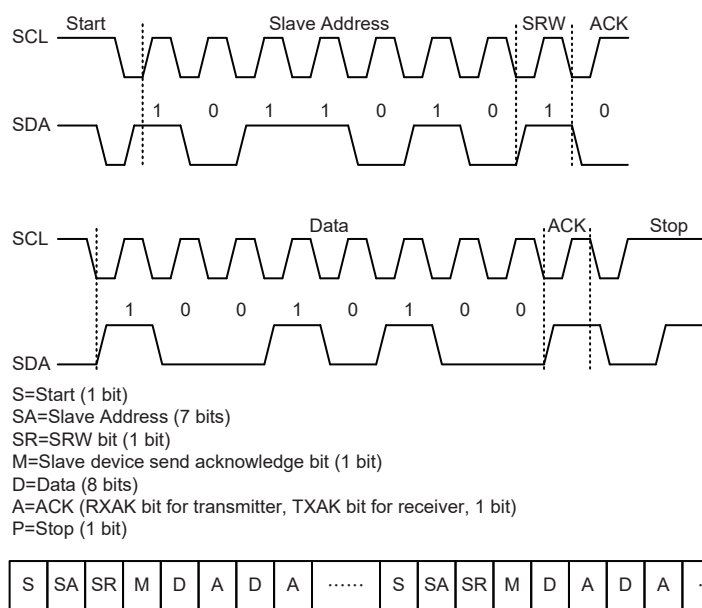 Start Slave Address SRW ACK
SCL
1 0 1 1 0 1 0 1 0
SDA
Data ACK Stop
SCL
1 0 0 1 0 1 0 0
SDA
S=Start (1 bit)
SA=Slave Address (7 bits)
SR=SRW bit (1 bit)
M=Slave device send acknowledge bit (1 bit)
D=Data (8 bits)
A=ACK (RXAK bit for transmitter, TXAK bit for receiver, 1 bit)
P=Stop (1 bit)
S SA SR M D A D A ...... S SA SR M D A D A